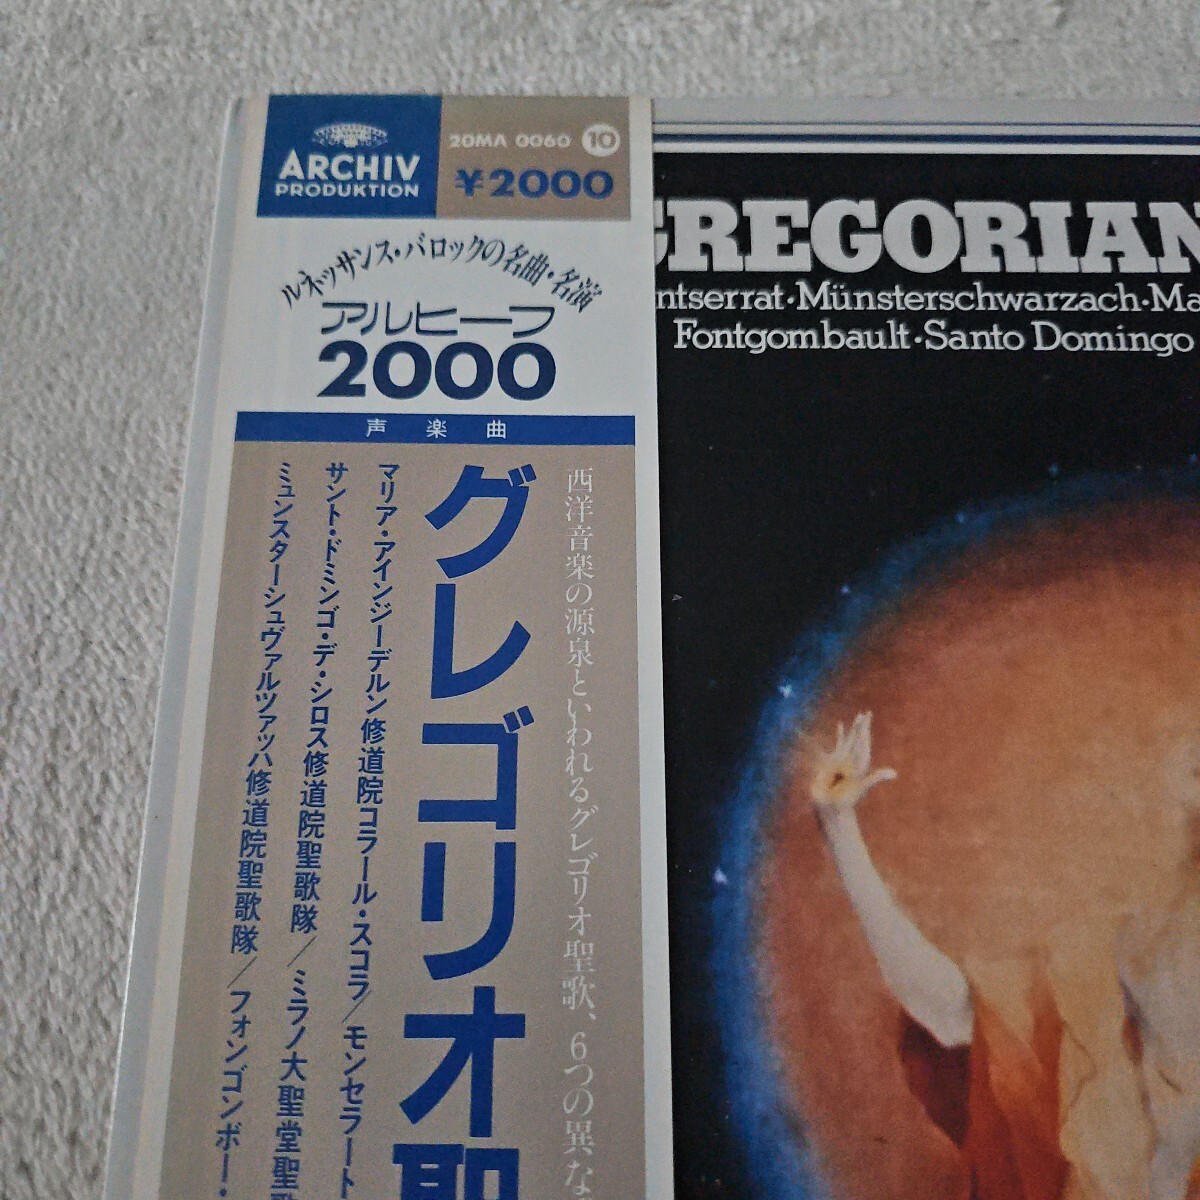 ARCHIV
PRODUKTION
20MA 0060 10
¥2000
ルネッサンス・バロックの名曲・名演
アルヒーフ
2000
声楽曲
西洋音楽の源泉といわれるグレゴリオ聖歌、6つの異な
グレゴリオ聖
マリア・アインジーデルン修道院コラール・スコラ/モンセラート
サント・ドミンゴ・デ・シロス修道院聖歌隊/ミラノ大聖堂聖歌
ミュンスターシュヴァルツァッハ修道院聖歌隊/フォンゴンボー・
GREGORIAN
ntserrat·Münsterschwarzach·Ma
Fontgombault·Santo Domingo